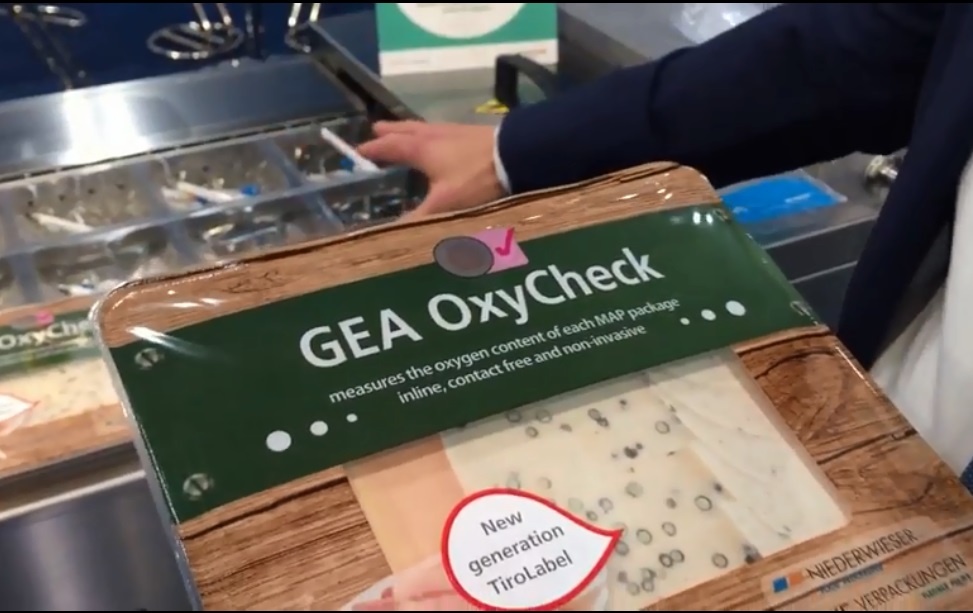 GEA OxyCheck
measures the oxygen content of each MAP package
inline, contact free and non-invasive
New
generation
TiroLabel
NIEDERWIESER
VERPACKUNGEN